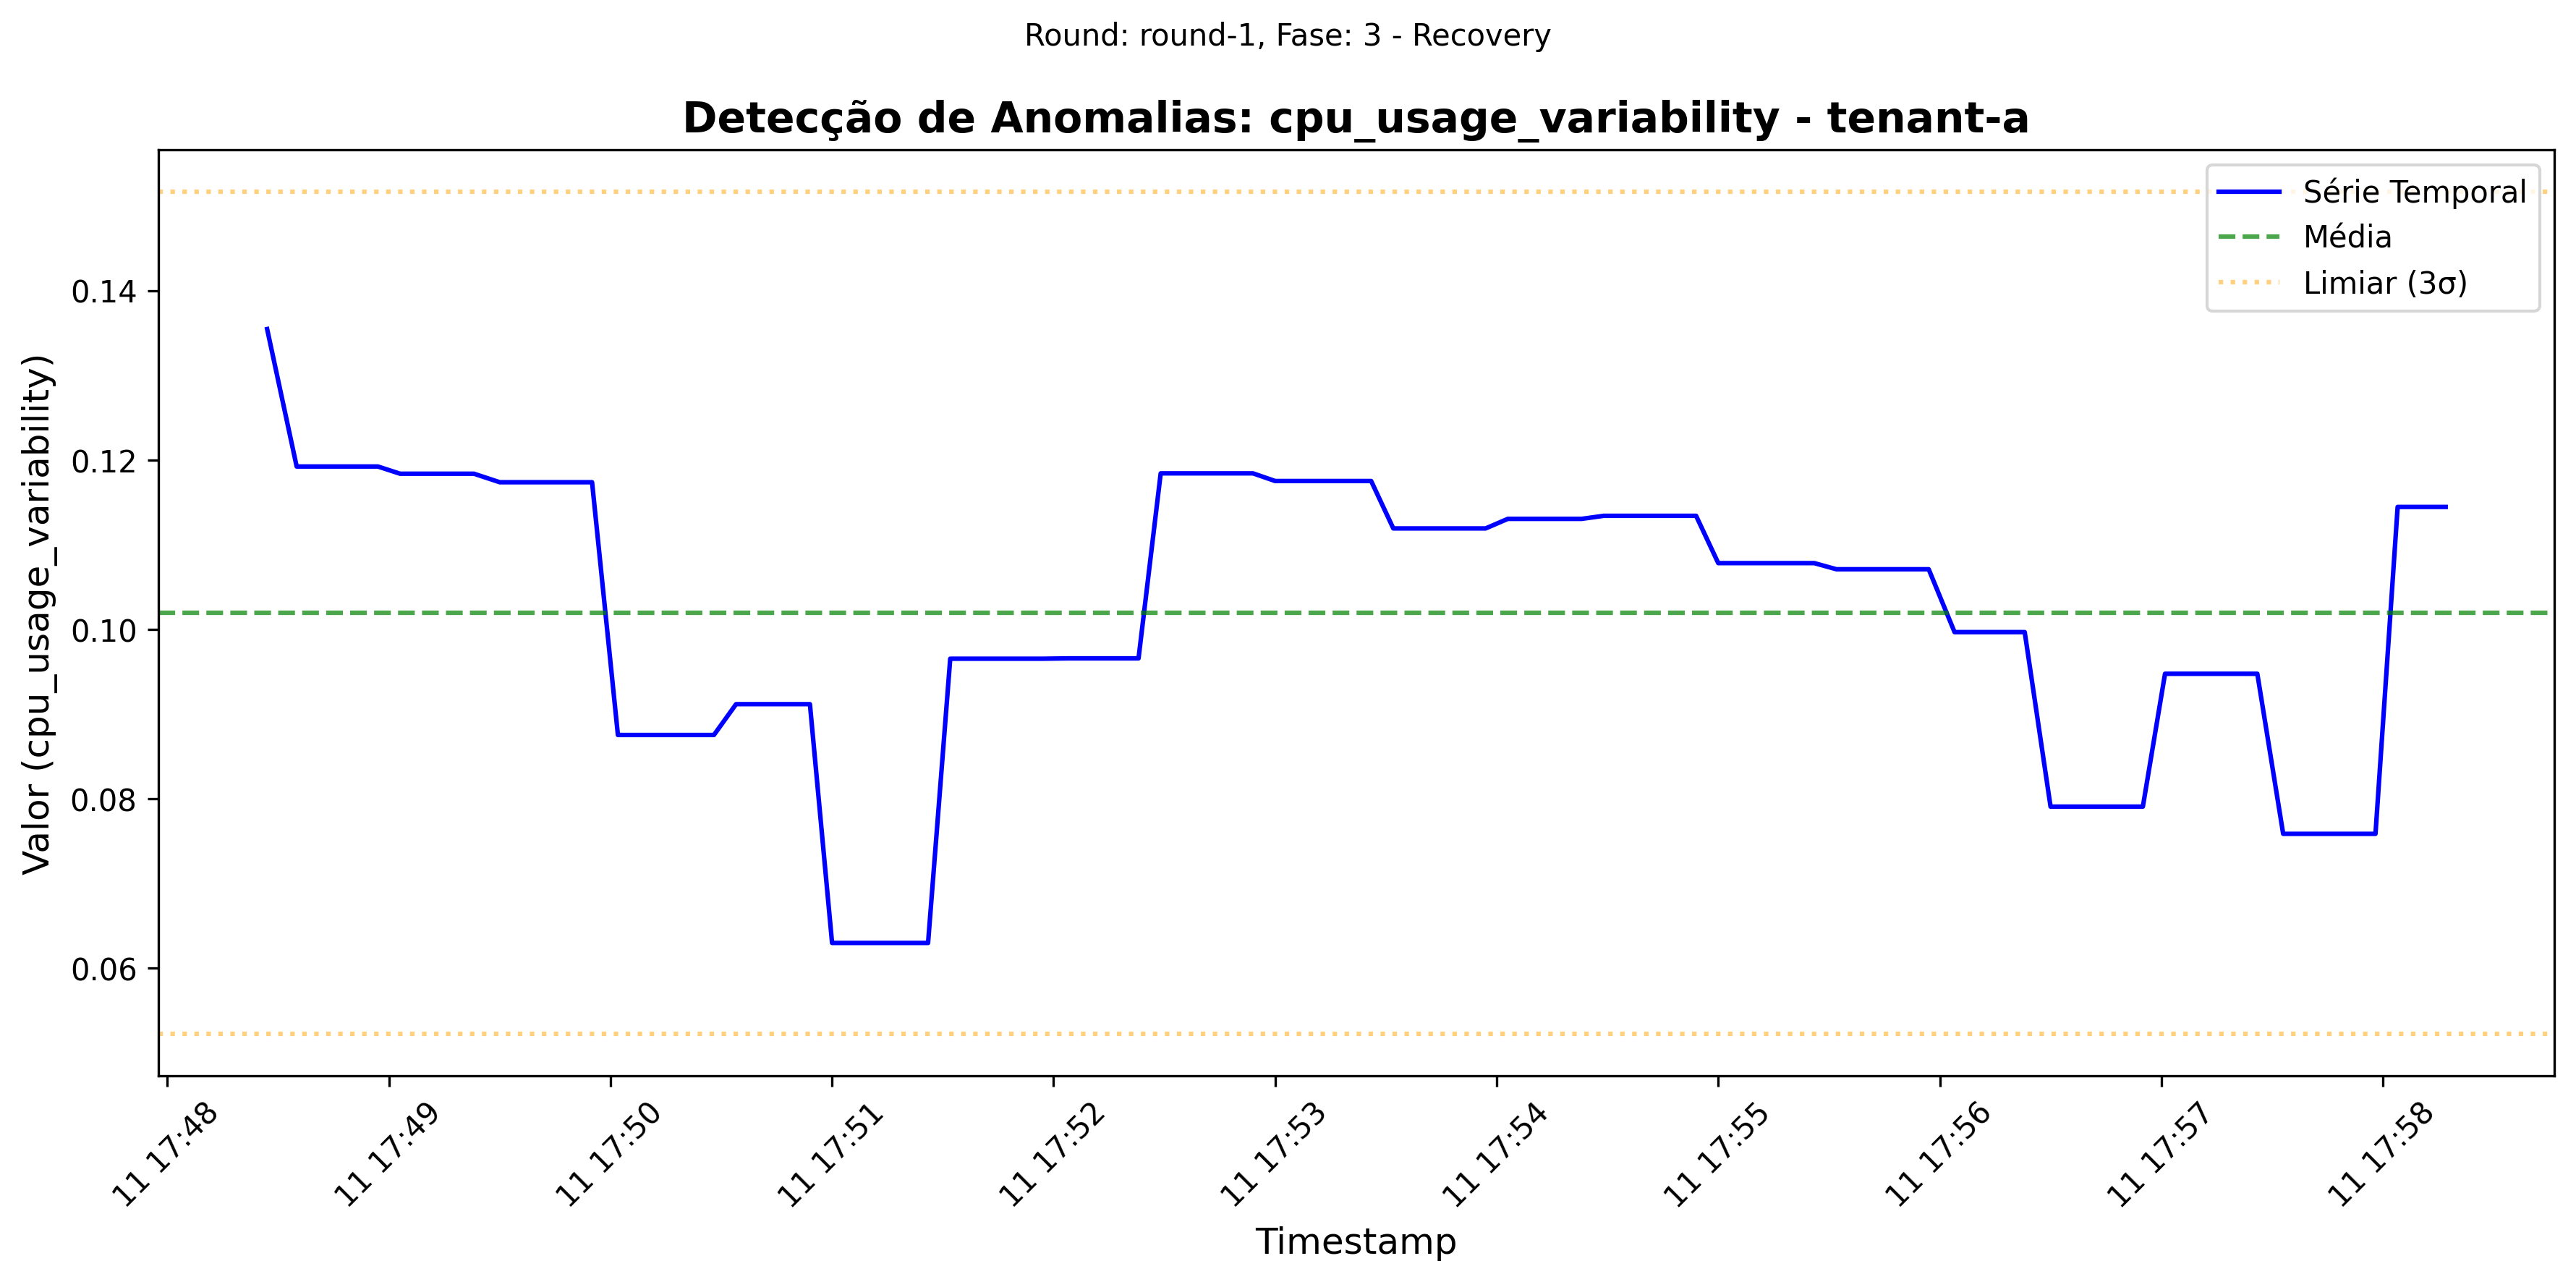 Round: round-1, Fase: 3 - Recovery
Detecção de Anomalias: cpu_usage_variability - tenant-a
Série Temporal
Média
Limiar (3σ)
Valor (cpu_usage_variability)
0.14
0.12
0.10
0.08
0.06
11 17:48
11 17:49
11 17:50
11 17:51
11 17:52
11 17:53
11 17:54
11 17:55
11 17:56
11 17:57
11 17:58
Timestamp